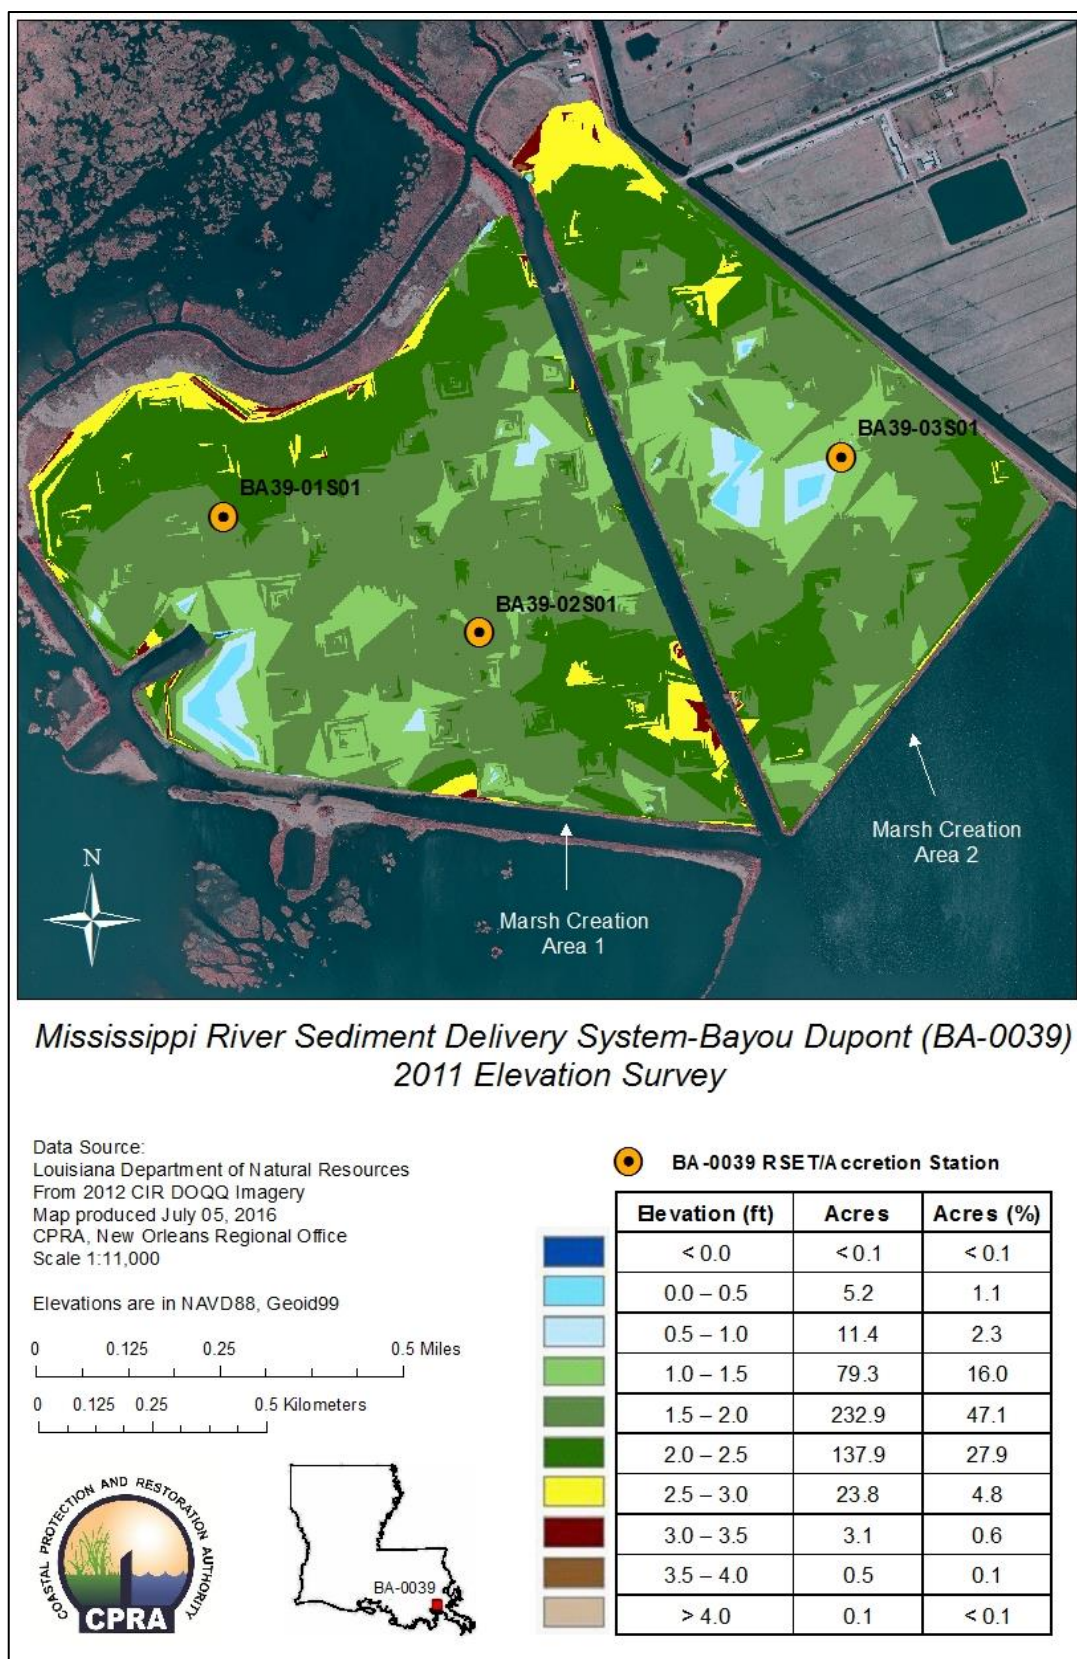 BA39-03S01
BA39-01S01
BA39-02S01
Marsh Creation
Area 2
N
Marsh Creation
Area 1
Mississippi River Sediment Delivery System-Bayou Dupont (BA-0039)
2011 Elevation Survey
Data Source:
Louisiana Department of Natural Resources
From 2012 CIR DOQQ Imagery
Map produced July 05, 2016
CPRA, New Orleans Regional Office
Scale 1:11,000
Elevations are in NAVD88, Geoid99
0 0.125 0.25 0.5 Miles
0 0.125 0.25 0.5 Kilometers
COASTAL PROTECTION AND RESTORATION AUTHORITY
CPRA
BA-0039
BA-0039 RSET/Accretion Station
Elevation (ft) Acres Acres (%)
< 0.0 < 0.1 < 0.1
0.0 – 0.5 5.2 1.1
0.5 – 1.0 11.4 2.3
1.0 – 1.5 79.3 16.0
1.5 – 2.0 232.9 47.1
2.0 – 2.5 137.9 27.9
2.5 – 3.0 23.8 4.8
3.0 – 3.5 3.1 0.6
3.5 – 4.0 0.5 0.1
> 4.0 0.1 < 0.1